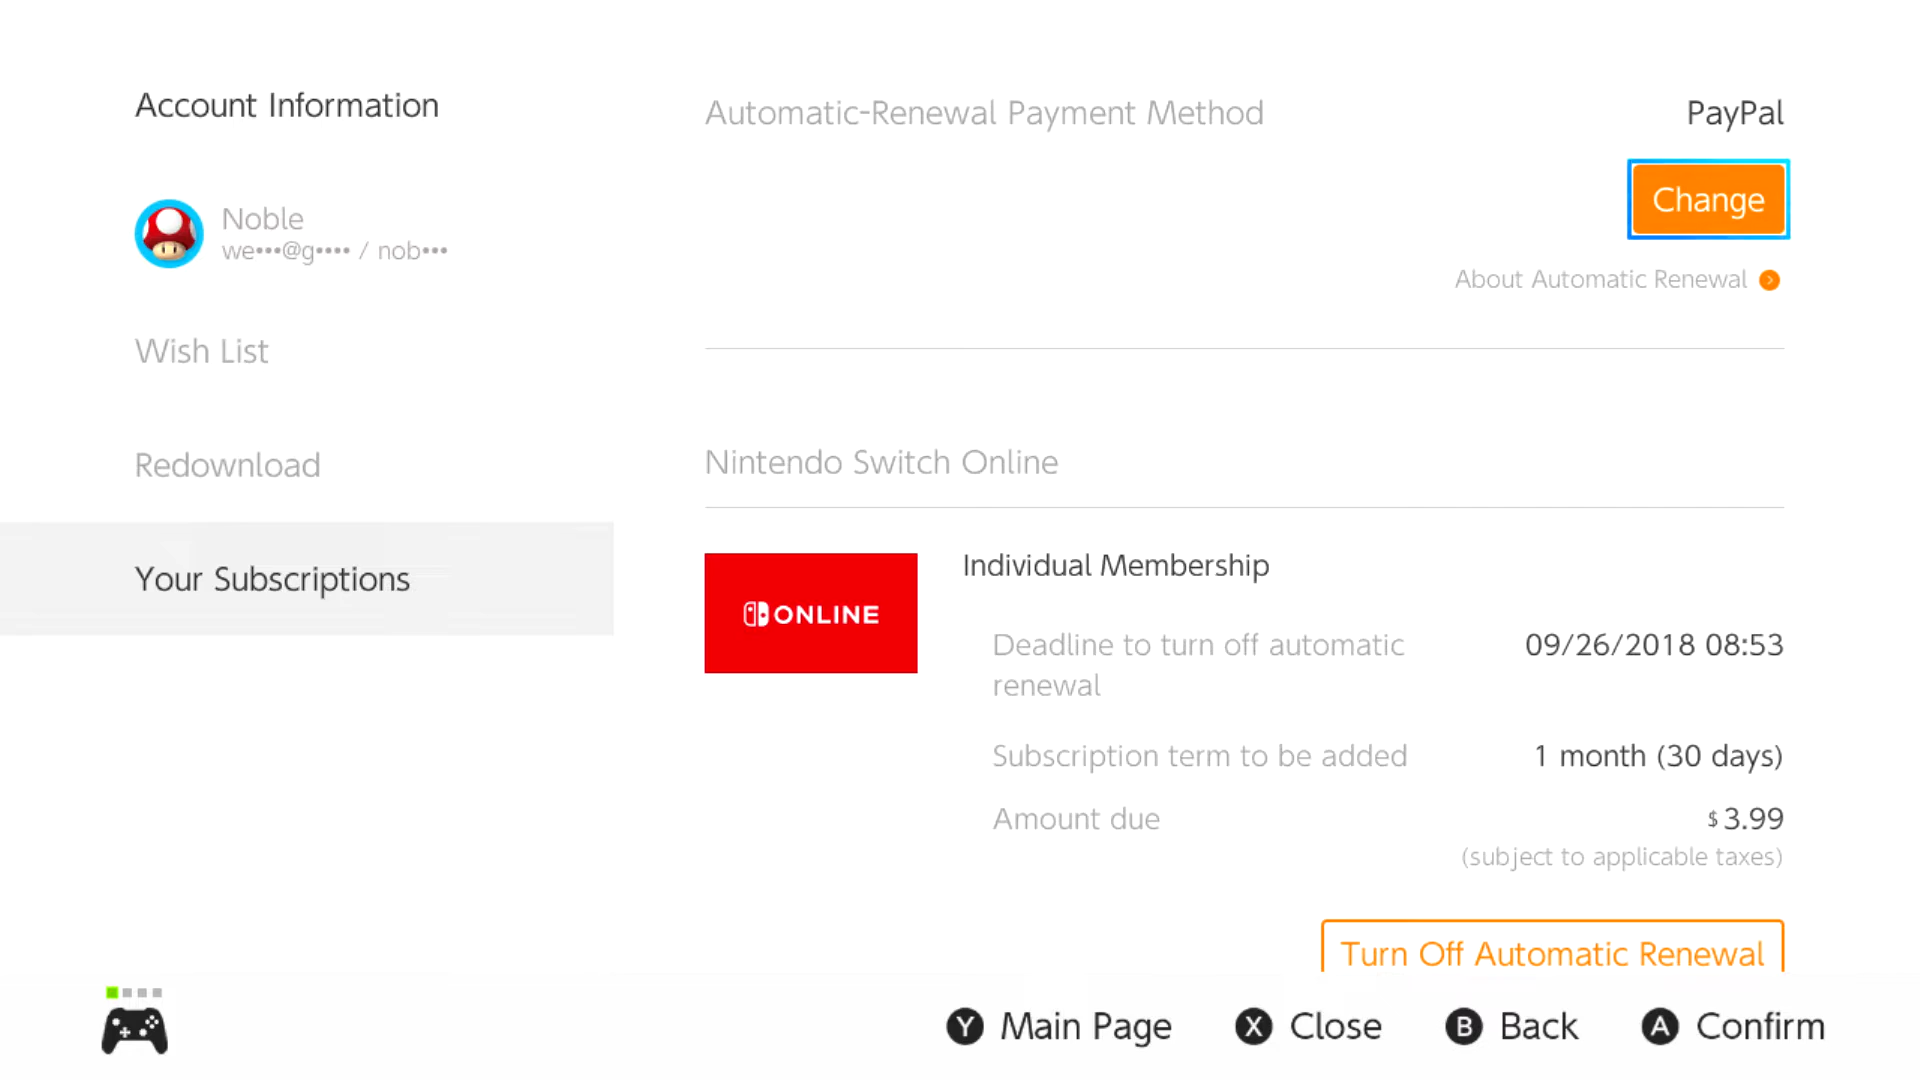 Account Information
Noble
we•••@g•••• / nob•••
Wish List
Redownload
Your Subscriptions
Automatic-Renewal Payment Method
PayPal
Change
About Automatic Renewal
Nintendo Switch Online
ONLINE
Individual Membership
Deadline to turn off automatic
renewal
09/26/2018 08:53
Subscription term to be added
1 month (30 days)
Amount due
$3.99
(subject to applicable taxes)
Turn Off Automatic Renewal
Y Main Page
X Close
B Back
A Confirm